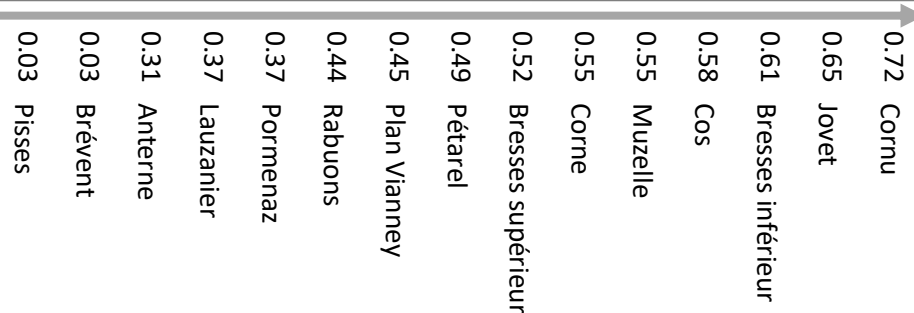 0.03 Pisses
0.03 Brévent
0.31 Anterne
0.37 Lauzanier
0.37 Pormenaz
0.44 Rabuons
0.45 Plan Vianney
0.49 Pétarel
0.52 Bresses supérieur
0.55 Corne
0.55 Muzelle
0.58 Cos
0.61 Bresses inférieur
0.65 Jovet
0.72 Cornu